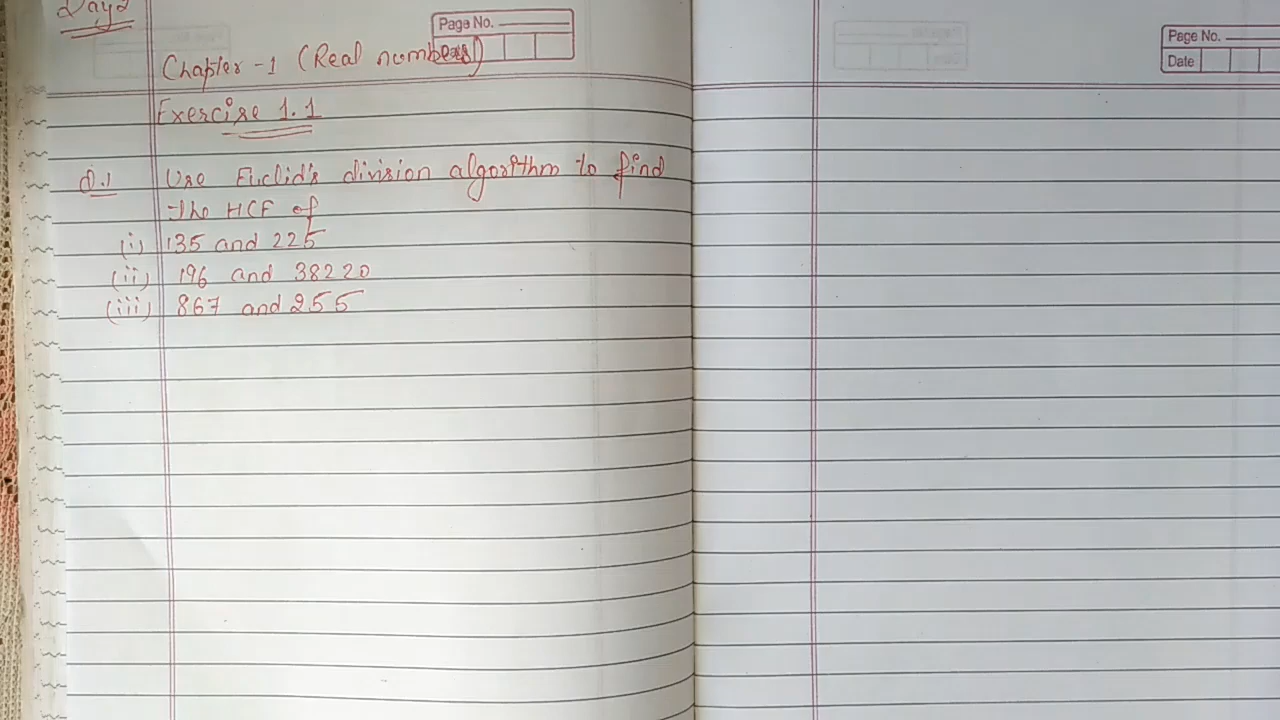 Day 2
Page No.
Chapter - 1 (Real numbers)
Exercise 1.1
Q.1 Use Euclid's division algorithm to find
the HCF of
(i) 135 and 225
(ii) 196 and 38220
(iii) 867 and 255
Page No.
Date